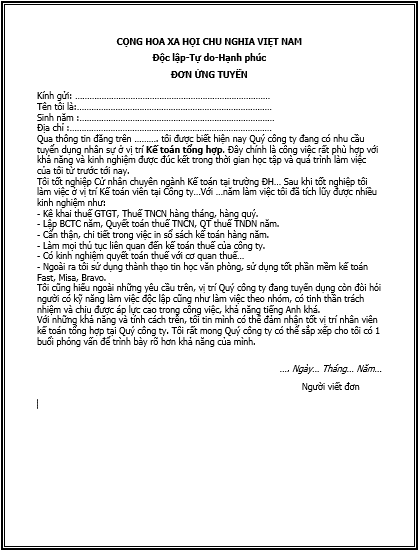 CỌNG HOA XA HỌI CHU NGHIA VIỆT NAM
Độc lập-Tự do-Hạnh phúc
ĐƠN ỨNG TUYỂN
Kính gửi: ……………………………………………………………
Tên tôi là:……………………………………………………………
Sinh năm :……………………………………………………………
Địa chỉ :………………………………………………………………
Qua thông tin đăng trên ………, tôi được biết hiện nay Quý công ty đang có nhu cầu
tuyển dụng nhân sự ở vị trí Kế toán tổng hợp. Đây chính là công việc rất phù hợp với
khả năng và kinh nghiệm được đúc kết trong thời gian học tập và quá trình làm việc
của tôi từ trước tới nay.
Tôi tốt nghiệp Cử nhân chuyên ngành Kế toán tại trường ĐH… Sau khi tốt nghiệp tôi
làm việc ở vị trí Kế toán viên tại Công ty…Với …năm làm việc tôi đã tích lũy được nhiều
kinh nghiệm như:
- Kê khai thuế GTGT, Thuế TNCN hàng tháng, hàng quý.
- Lập BCTC năm, Quyết toán thuế TNCN, QT thuế TNDN năm.
- Cẩn thận, chi tiết trong việc in sổ sách kế toán hàng năm.
- Làm mọi thủ tục liên quan đến kế toán thuế của công ty.
- Có kinh nghiệm quyết toán thuế với cơ quan thuế…
- Ngoài ra tôi sử dụng thành thạo tin học văn phòng, sử dụng tốt phần mềm kế toán
Fast, Misa, Bravo.
Tôi cũng hiểu ngoài những yêu cầu trên, vị trí Quý công ty đang tuyển dụng còn đòi hỏi
người có kỹ năng làm việc độc lập cũng như làm việc theo nhóm, có tinh thần trách
nhiệm và chịu được áp lực cao trong công việc, khả năng tiếng Anh khá.
Với những khả năng và tính cách trên, tôi tin mình có thể đảm nhận tốt vị trí nhân viên
kế toán tổng hợp tại Quý công ty. Tôi rất mong Quý công ty có thể sắp xếp cho tôi có 1
buổi phỏng vấn để trình bày rõ hơn khả năng của mình.
…, Ngày… Tháng… Năm…
Người viết đơn